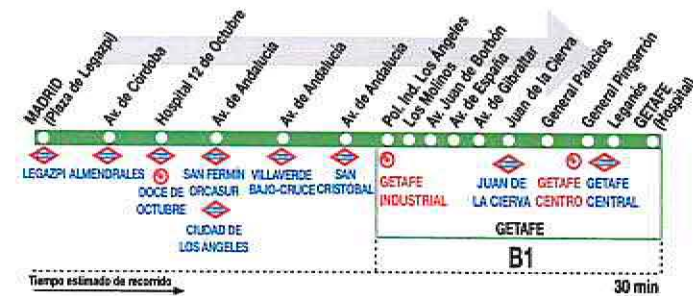 MADRID
(Plaza de Legazpi)
Av. de Córdoba
Hospital 12 de Octubre
Av. de Andalucía
Av. de Andalucía
Av. de Andalucía
Pol. Ind. Los Ángeles
Los Molinos
Av. Juan de Borbón
Av. de España
Av. de Gibraltar
Juan de la Cierva
General Palacios
General Pingarrón
Leganés
GETAFE
(Hospital)
LEGAZPI
ALMENDRALES
DOCE DE
OCTUBRE
SAN FERMÍN
ORCASUR
CIUDAD DE
LOS ÁNGELES
VILLAVERDE
BAJO-CRUCE
SAN
CRISTÓBAL
GETAFE
INDUSTRIAL
JUAN DE
LA CIERVA
GETAFE
CENTRO
GETAFE
CENTRAL
GETAFE
B1
Tiempo estimado de recorrido
30 min